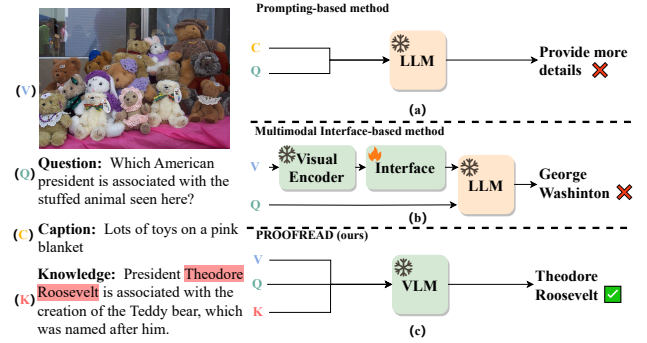 (V)
(Q) Question: Which American
president is associated with the
stuffed animal seen here?
(C) Caption: Lots of toys on a pink
blanket
Knowledge: President Theodore
(K) Roosevelt is associated with the
creation of the Teddy bear, which
was named after him.
Prompting-based method
C
Q
LLM
Provide more
details
(a)
Multimodal Interface-based method
V
Visual
Encoder
Interface
Q
LLM
George
Washinton
(b)
PROOFREAD (ours)
V
Q
K
VLM
Theodore
Roosevelt
(c)